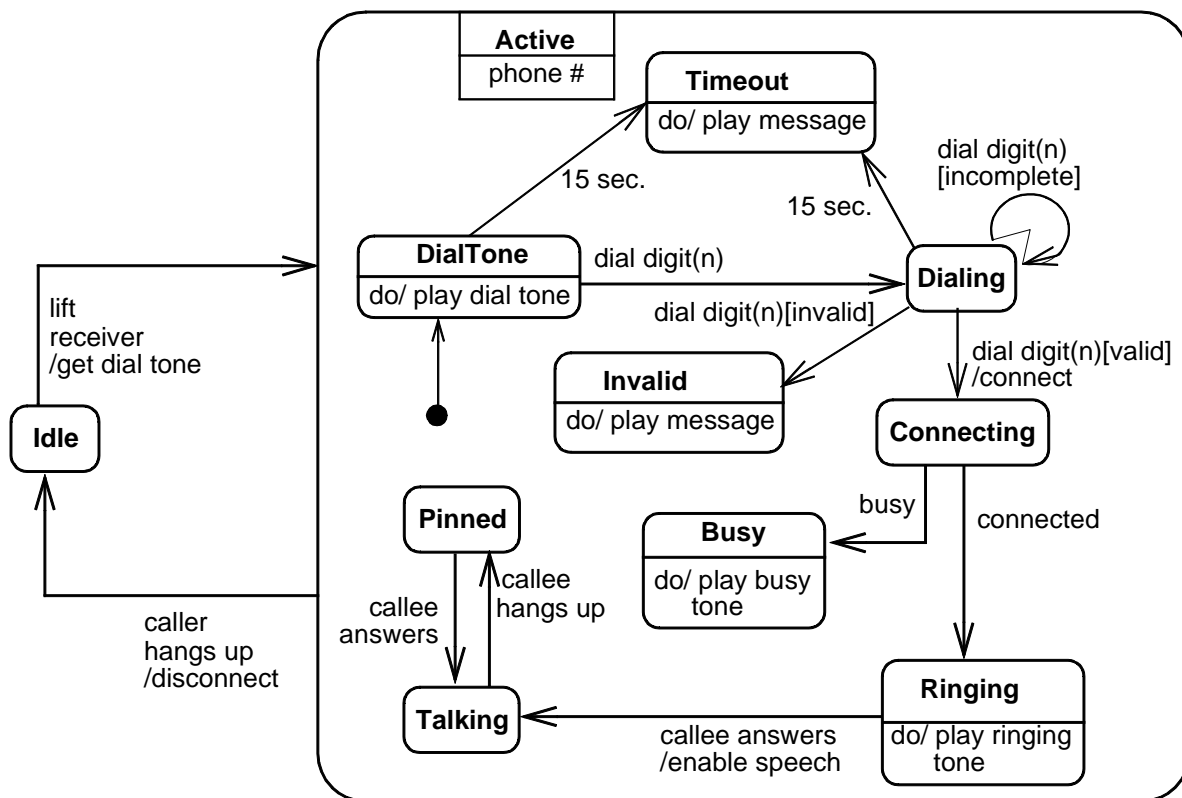 Active
phone #
Timeout
do/ play message
dial digit(n)
[incomplete]
15 sec.
15 sec.
DialTone
do/ play dial tone
dial digit(n)
Dialing
lift
receiver
/get dial tone
dial digit(n)[invalid]
dial digit(n)[valid]
/connect
Invalid
do/ play message
Idle
Connecting
Pinned
busy
connected
Busy
do/ play busy
tone
callee
hangs up
callee
answers
caller
hangs up
/disconnect
Talking
Ringing
do/ play ringing
tone
callee answers
/enable speech